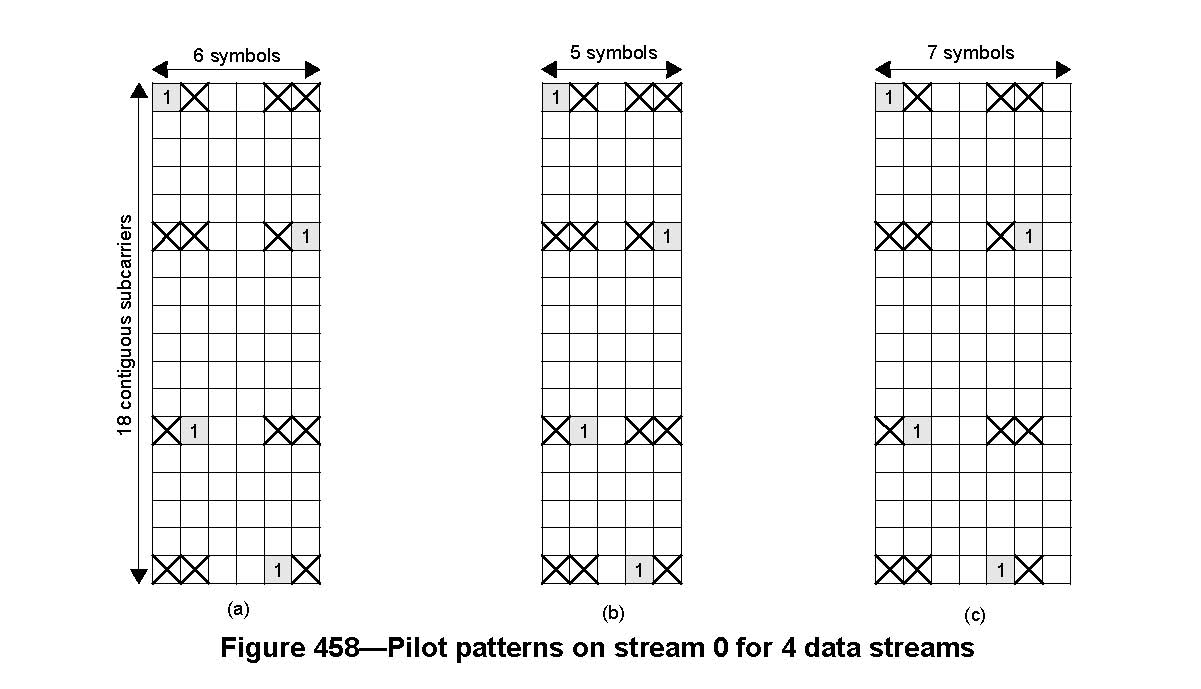 6 symbols
5 symbols
7 symbols
1
1
1
18 contiguous subcarriers
1
1
1
1
1
1
1
1
1
(a)
(b)
(c)
Figure 458—Pilot patterns on stream 0 for 4 data streams